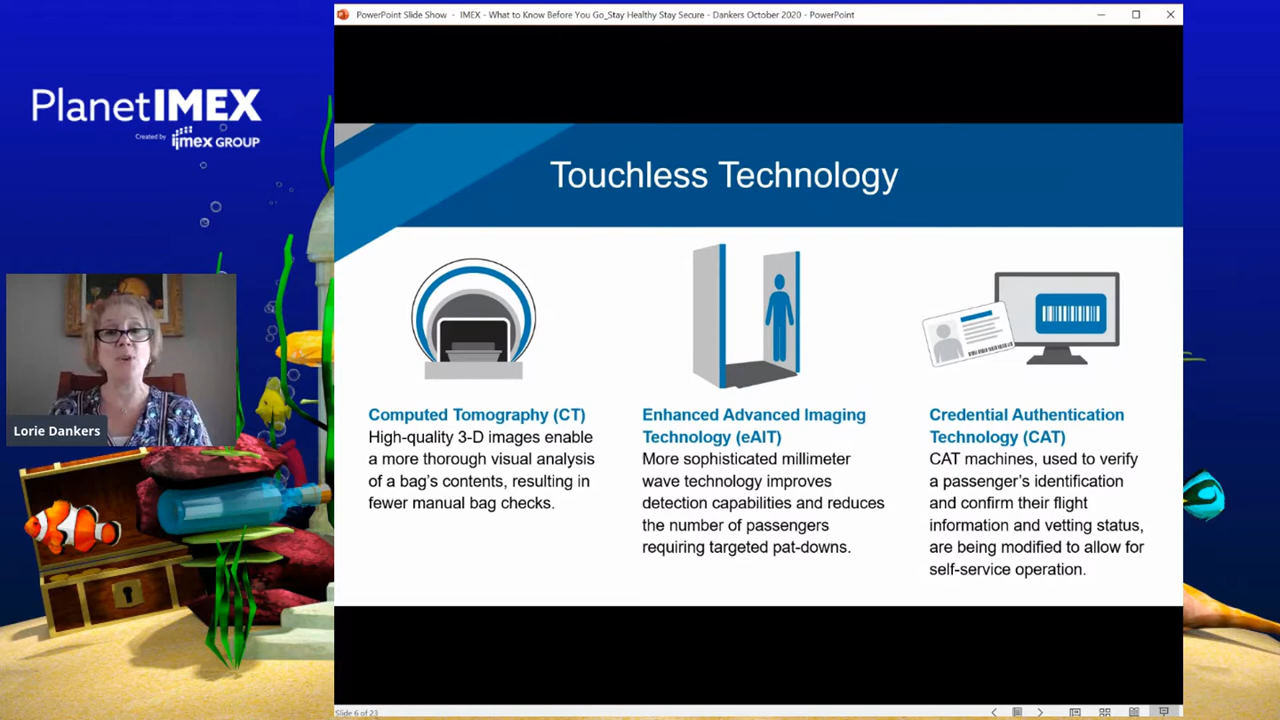 PowerPoint Slide Show - IMEX - What to Know Before You Go_Stay Healthy Stay Secure - Dankers October 2020 - PowerPoint
PlanetIMEX
Created by
imex GROUP
Touchless Technology
Computed Tomography (CT)
High-quality 3-D images enable
a more thorough visual analysis
of a bag's contents, resulting in
fewer manual bag checks.
Enhanced Advanced Imaging
Technology (eAIT)
More sophisticated millimeter
wave technology improves
detection capabilities and reduces
the number of passengers
requiring targeted pat-downs.
Credential Authentication
Technology (CAT)
CAT machines, used to verify
a passenger's identification
and confirm their flight
information and vetting status,
are being modified to allow for
self-service operation.
Lorie Dankers
Slide 6 of 23